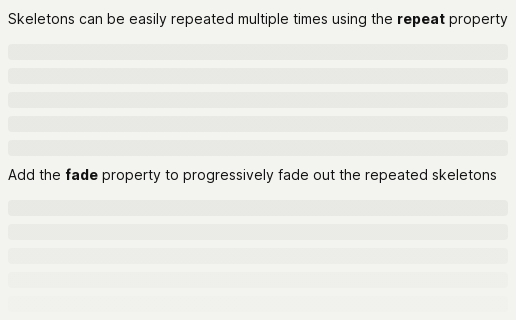 Skeletons can be easily repeated multiple times using the repeat property
Add the fade property to progressively fade out the repeated skeletons